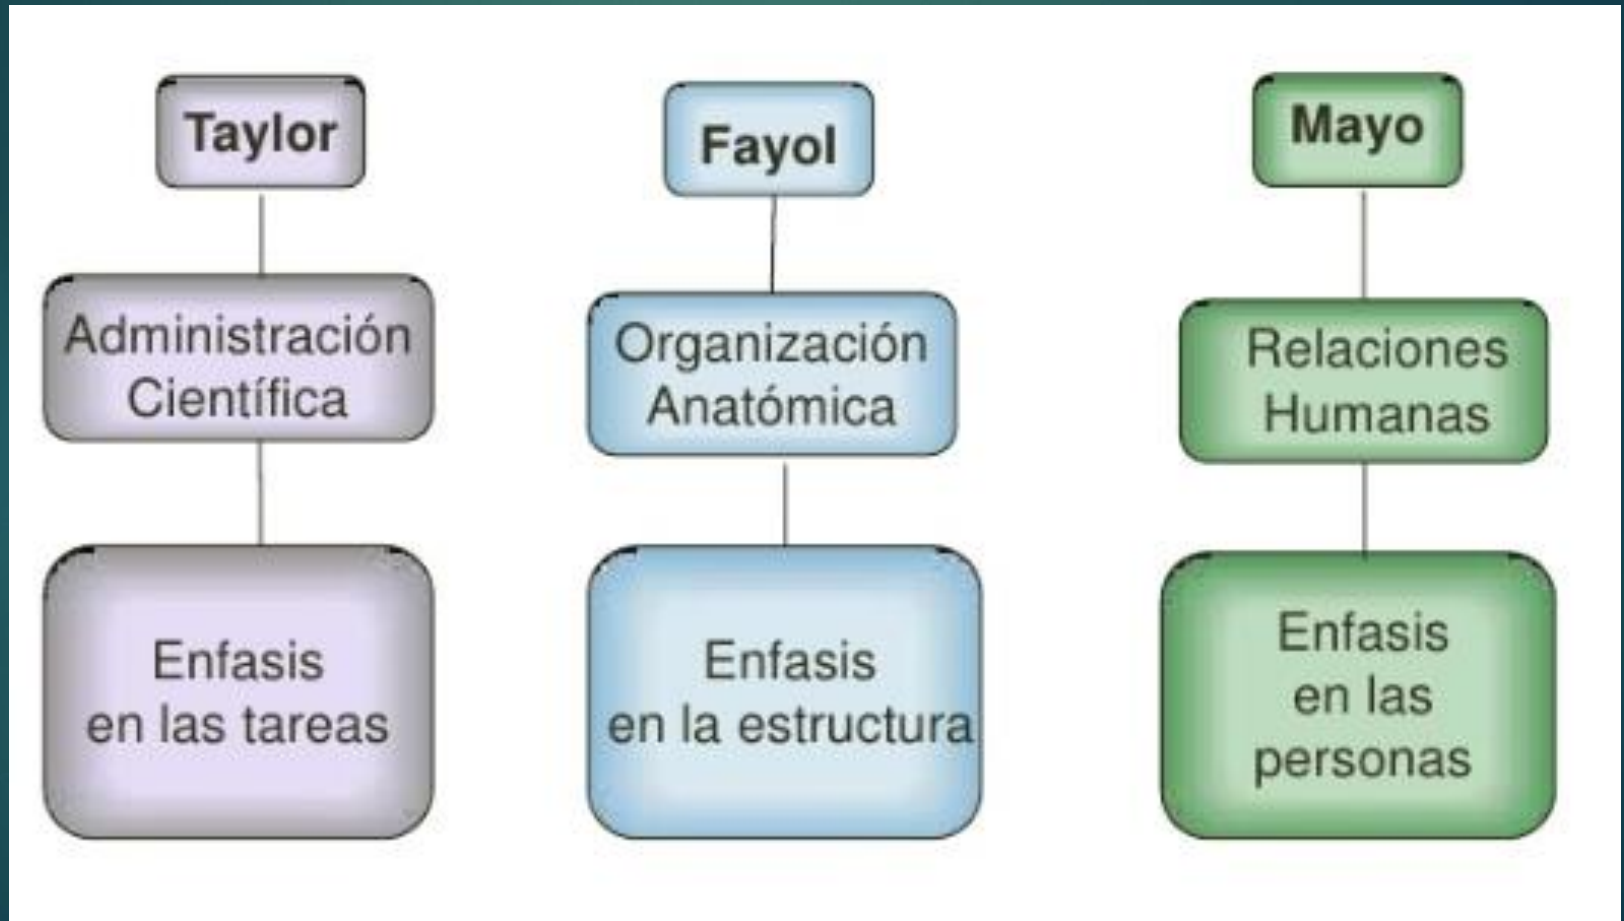 Taylor
Administración
Científica
Enfasis
en las tareas
Fayol
Organización
Anatómica
Enfasis
en la estructura
Mayo
Relaciones
Humanas
Enfasis
en las
personas